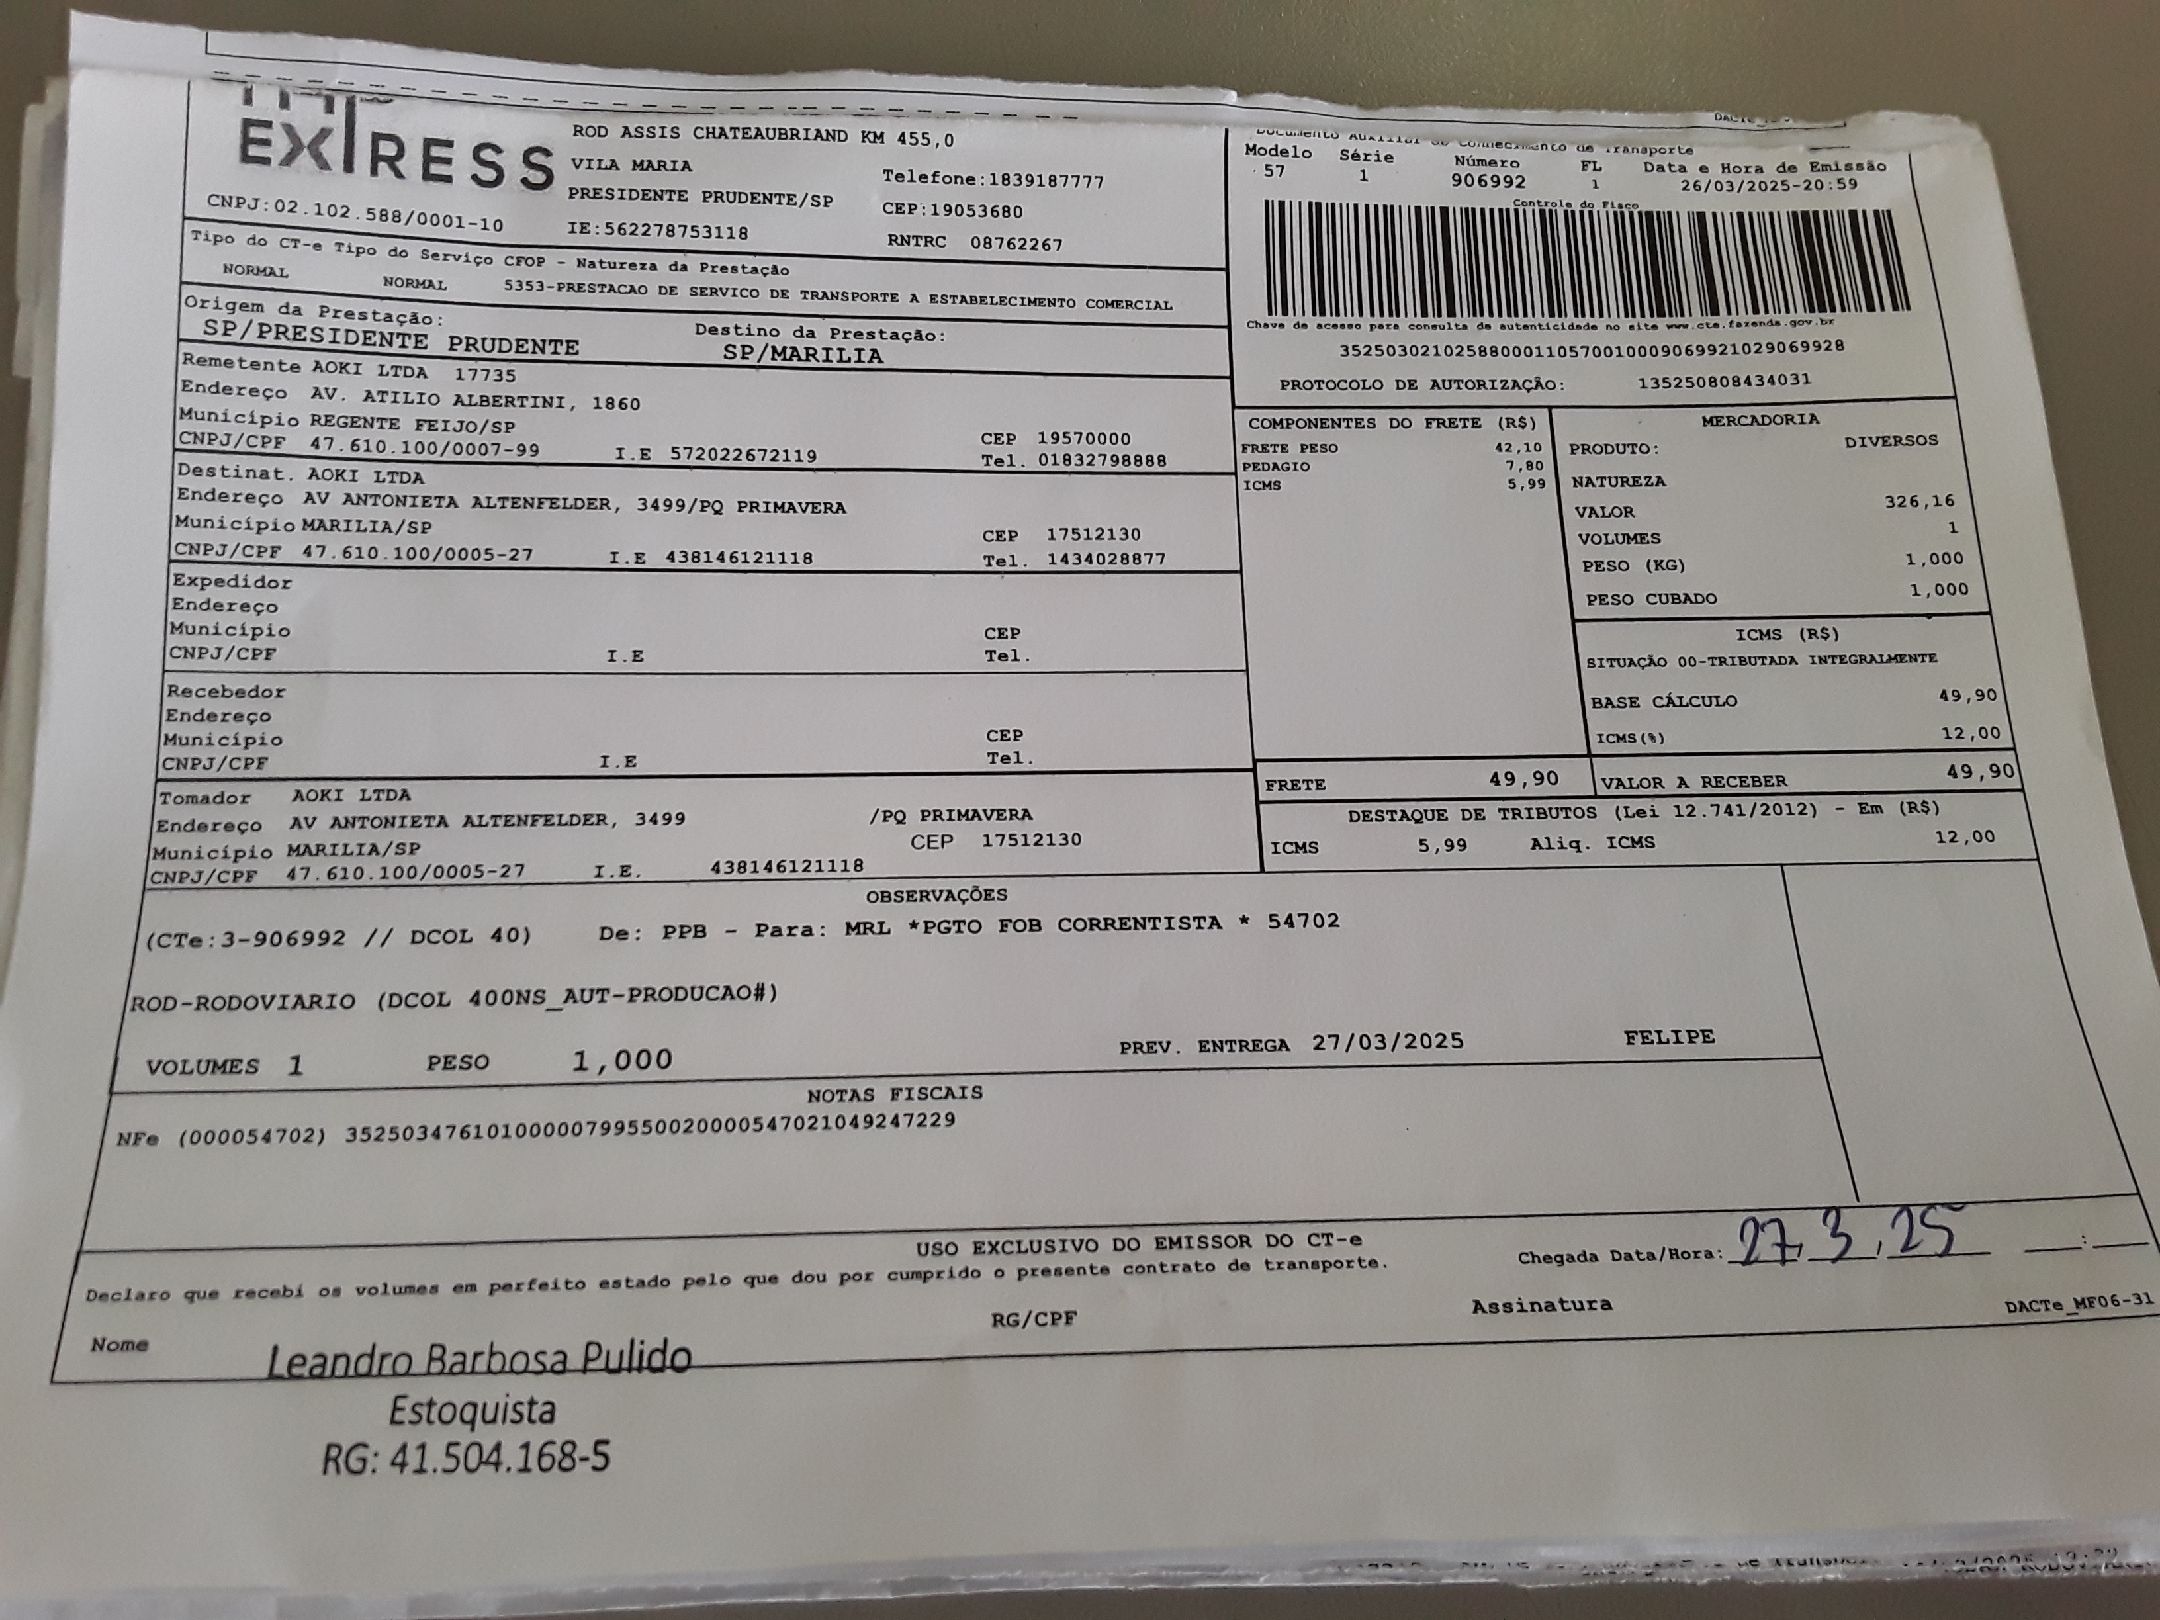 EXPRESS
CNPJ:02.102.588/0001-10
ROD ASSIS CHATEAUBRIAND KM 455,0
VILA MARIA
PRESIDENTE PRUDENTE/SP
IE:562278753118
Telefone:1839187777
CEP:19053680
RNTRC 08762267
Documento Auxiliar do Conhecimento de Transporte
Modelo Série Número FL Data e Hora de Emissão
57 1 906992 1 26/03/2025-20:59
Controle do Fisco
Chave de acesso para consulta de autenticidade no site www.cte.fazenda.gov.br
35250302102588000110570010009069921029069928
PROTOCOLO DE AUTORIZAÇÃO: 135250808434031
Tipo do CT-e Tipo do Serviço CFOP - Natureza da Prestação
NORMAL NORMAL 5353-PRESTACAO DE SERVICO DE TRANSPORTE A ESTABELECIMENTO COMERCIAL
Origem da Prestação: Destino da Prestação:
SP/PRESIDENTE PRUDENTE SP/MARILIA
Remetente AOKI LTDA 17735
Endereço AV. ATILIO ALBERTINI, 1860
Município REGENTE FEIJO/SP CEP 19570000
CNPJ/CPF 47.610.100/0007-99 I.E 572022672119 Tel. 01832798888
Destinat. AOKI LTDA
Endereço AV ANTONIETA ALTENFELDER, 3499/PQ PRIMAVERA
Município MARILIA/SP CEP 17512130
CNPJ/CPF 47.610.100/0005-27 I.E 438146121118 Tel. 1434028877
Expedidor
Endereço
Município CEP
CNPJ/CPF I.E Tel.
Recebedor
Endereço
Município CEP
CNPJ/CPF I.E Tel.
Tomador AOKI LTDA
Endereço AV ANTONIETA ALTENFELDER, 3499 /PQ PRIMAVERA
Município MARILIA/SP CEP 17512130
CNPJ/CPF 47.610.100/0005-27 I.E. 438146121118
COMPONENTES DO FRETE (R$)
FRETE PESO 42,10
PEDAGIO 7,80
ICMS 5,99
MERCADORIA
PRODUTO: DIVERSOS
NATUREZA
VALOR 326,16
VOLUMES 1
PESO (KG) 1,000
PESO CUBADO 1,000
ICMS (R$)
SITUAÇÃO 00-TRIBUTADA INTEGRALMENTE
BASE CÁLCULO 49,90
ICMS(%) 12,00
FRETE 49,90 VALOR A RECEBER 49,90
DESTAQUE DE TRIBUTOS (Lei 12.741/2012) - Em (R$)
ICMS 5,99 Aliq. ICMS 12,00
OBSERVAÇÕES
(CTe:3-906992 // DCOL 40) De: PPB - Para: MRL *PGTO FOB CORRENTISTA * 54702
ROD-RODOVIARIO (DCOL 400NS_AUT-PRODUCAO#)
VOLUMES 1 PESO 1,000 PREV. ENTREGA 27/03/2025 FELIPE
NOTAS FISCAIS
NFe (000054702) 35250347610100000799550020000547021049247229
USO EXCLUSIVO DO EMISSOR DO CT-e
Declaro que recebi os volumes em perfeito estado pelo que dou por cumprido o presente contrato de transporte.
Chegada Data/Hora: 27 3 25 __:__
Nome RG/CPF Assinatura DACTe_MF06-31
Leandro Barbosa Pulido
Estoquista
RG: 41.504.168-5